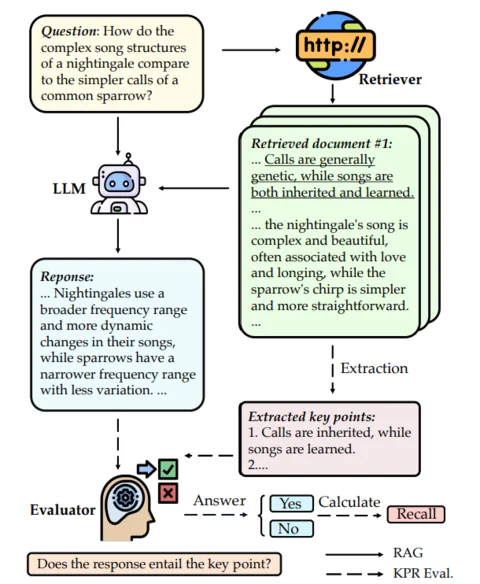 Question: How do the
complex song structures
of a nightingale compare
to the simpler calls of a
common sparrow?
http://
Retriever
Retrieved document #1:
... Calls are generally
genetic, while songs are
both inherited and learned.
...
... the nightingale's song is
complex and beautiful,
often associated with love
and longing, while the
sparrow's chirp is simpler
and more straightforward.
...
LLM
Reponse:
... Nightingales use a
broader frequency range
and more dynamic
changes in their songs,
while sparrows have a
narrower frequency range
with less variation. ...
Extraction
Extracted key points:
1. Calls are inherited, while
songs are learned.
2....
Evaluator
Answer
Yes
No
Calculate
Recall
Does the response entail the key point?
RAG
KPR Eval.